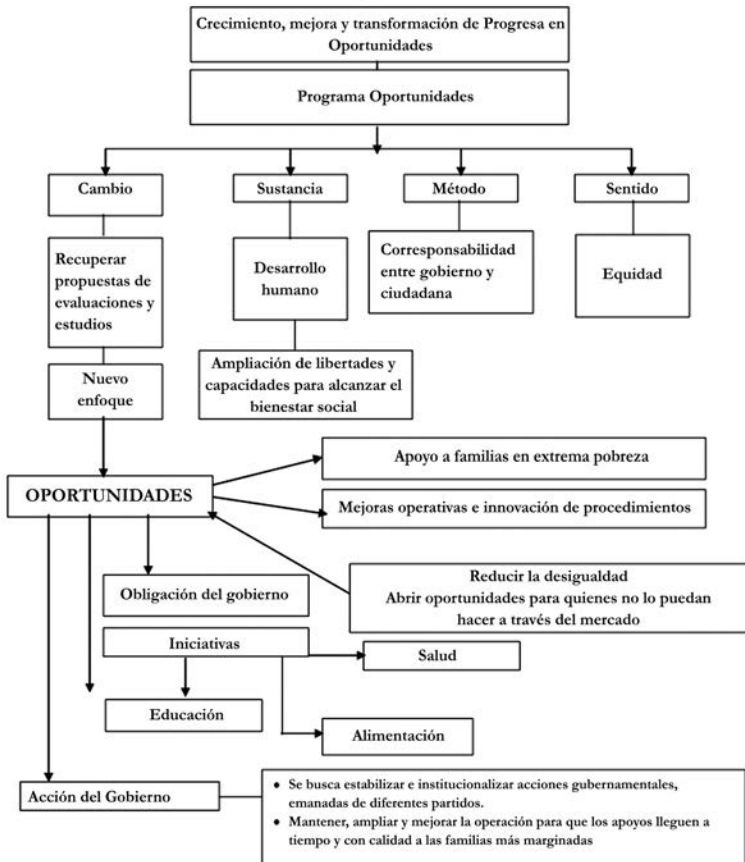 Crecimiento, mejora y transformación de Progresa en
Oportunidades
Programa Oportunidades
Cambio
Sustancia
Método
Sentido
Recuperar
propuestas de
evaluaciones y
estudios
Desarrollo
humano
Corresponsabilidad
entre gobierno y
ciudadana
Equidad
Nuevo
enfoque
Ampliación de libertades y
capacidades para alcanzar el
bienestar social
Apoyo a familias en extrema pobreza
OPORTUNIDADES
Mejoras operativas e innovación de procedimientos
Reducir la desigualdad
Abrir oportunidades para quienes no lo puedan
hacer a través del mercado
Obligación del gobierno
Iniciativas
Salud
Educación
Alimentación
Acción del Gobierno
• Se busca estabilizar e institucionalizar acciones gubernamentales,
emanadas de diferentes partidos.
• Mantener, ampliar y mejorar la operación para que los apoyos lleguen a
tiempo y con calidad a las familias más marginadas